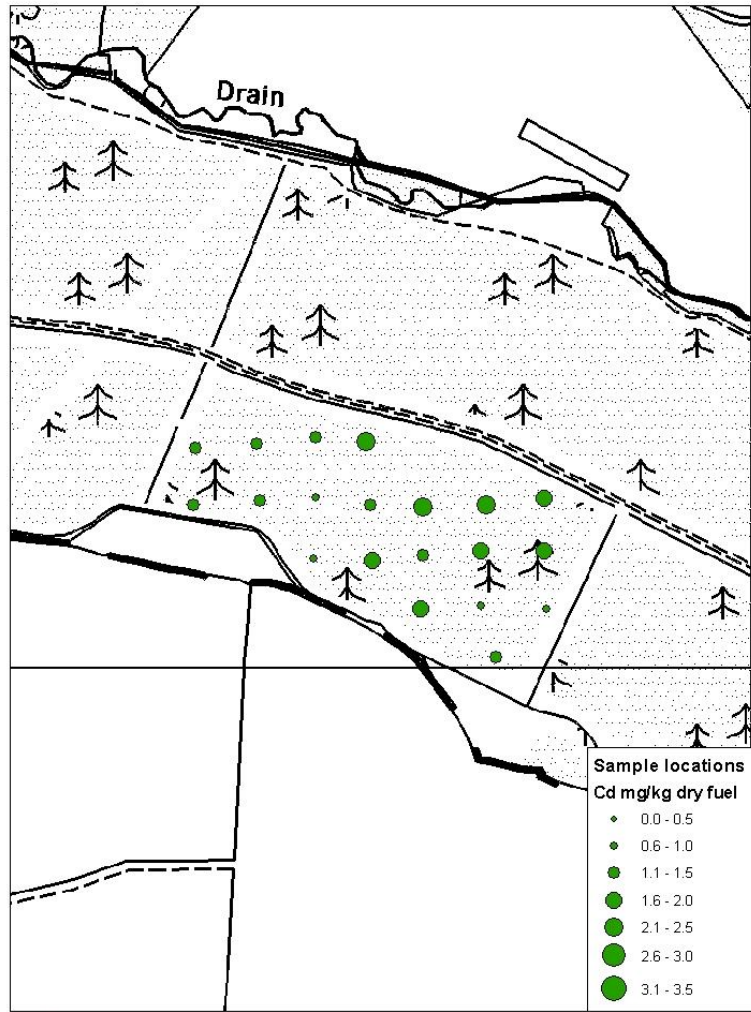 Drain
Sample locations
Cd mg/kg dry fuel
0.0 - 0.5
0.6 - 1.0
1.1 - 1.5
1.6 - 2.0
2.1 - 2.5
2.6 - 3.0
3.1 - 3.5